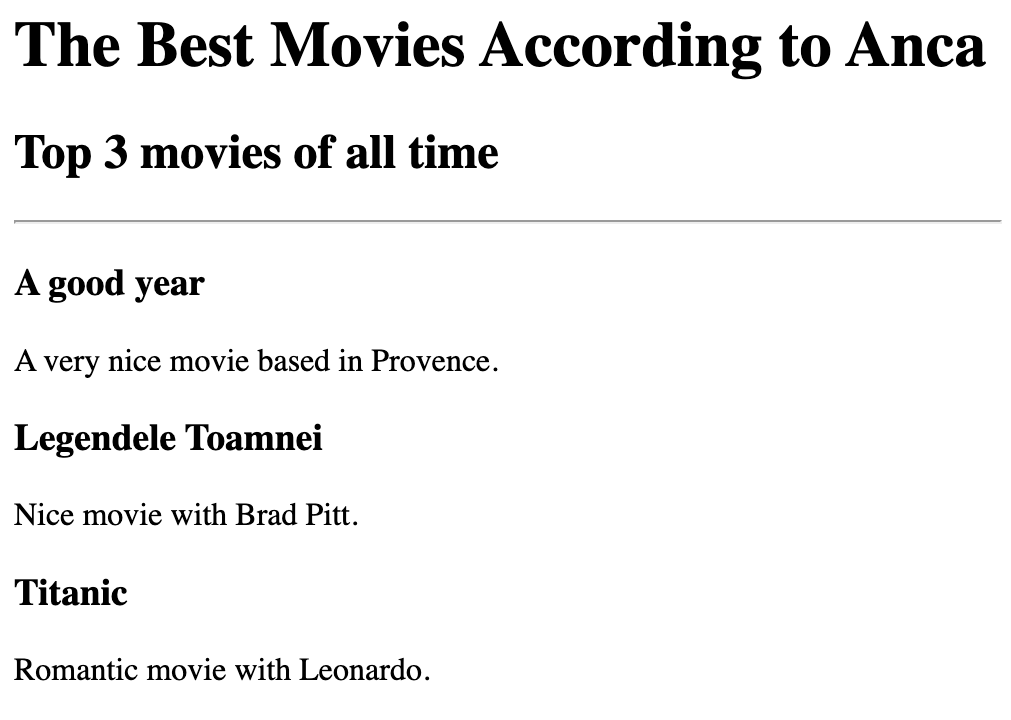 The Best Movies According to Anca
Top 3 movies of all time
A good year
A very nice movie based in Provence.
Legendele Toamnei
Nice movie with Brad Pitt.
Titanic
Romantic movie with Leonardo.